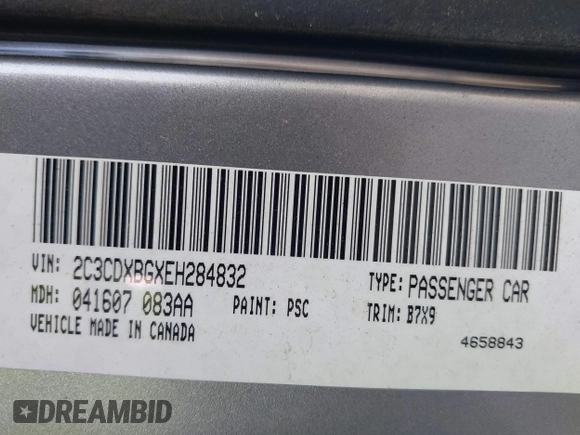 VIN: 2C3CDXBGXEH284832
TYPE: PASSENGER CAR
MDH: 041607 083AA
PAINT: PSC
TRIM: B7X9
VEHICLE MADE IN CANADA
4658843
DREAMBID